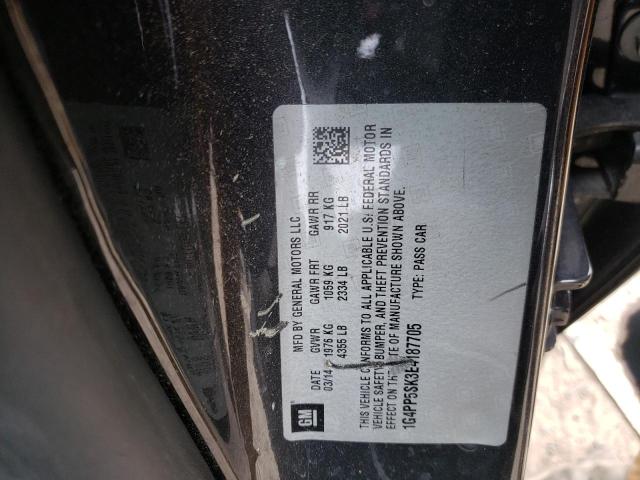 GM
MFD BY GENERAL MOTORS LLC
DATE GVWR GAWR FRT GAWR RR
03/14 1976 KG 1059 KG 917 KG
4355 LB 2334 LB 2021 LB
THIS VEHICLE CONFORMS TO ALL APPLICABLE U.S. FEDERAL MOTOR
VEHICLE SAFETY, BUMPER, AND THEFT PREVENTION STANDARDS IN
EFFECT ON THE DATE OF MANUFACTURE SHOWN ABOVE.
TYPE: PASS CAR